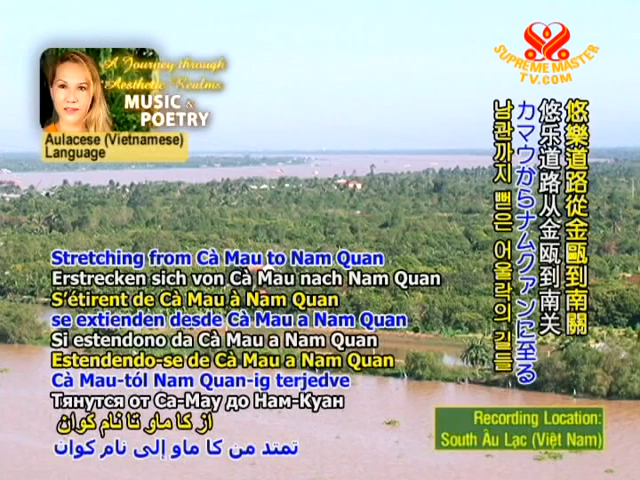 A Journey through
Aesthetic Realms
MUSIC &
POETRY
Aulacese (Vietnamese)
Language
SUPREME MASTER
TV.COM
悠樂道路從金甌到南關
悠乐道路从金瓯到南关
カマウからナムクァンに至る
남관까지 뻗은 어울락의 길들
Stretching from Cà Mau to Nam Quan
Erstrecken sich von Cà Mau nach Nam Quan
S'étirent de Cà Mau à Nam Quan
se extienden desde Cà Mau a Nam Quan
Si estendono da Cà Mau a Nam Quan
Estendendo-se de Cà Mau a Nam Quan
Cà Mau-tól Nam Quan-ig terjedve
Тянутся от Са-Мау до Нам-Куан
از کا ماو تا نام کوان
تمتد من كا ماو إلى نام كوان
Recording Location:
South Âu Lạc (Việt Nam)